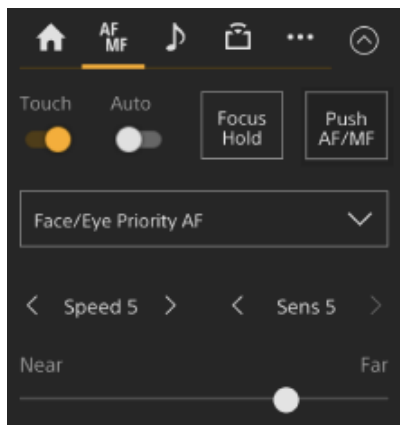 AF
MF
Touch
Auto
Focus
Hold
Push
AF/MF
Face/Eye Priority AF
Speed 5
Sens 5
Near
Far